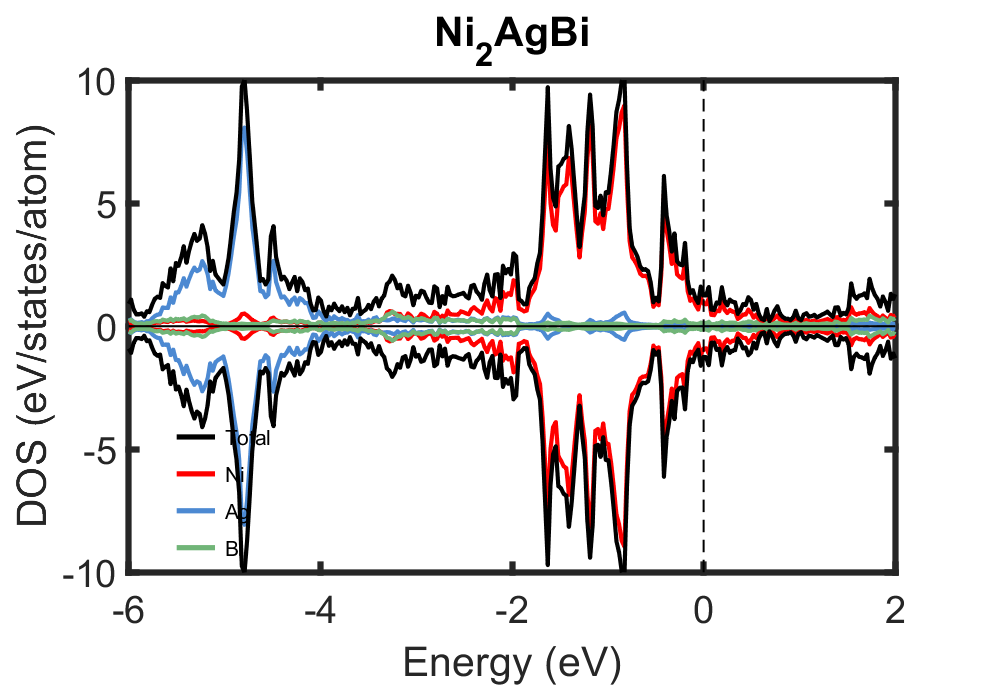 Ni2AgBi
10
5
0
-5
-10
DOS (eV/states/atom)
Total
Ni
Ag
Bi
-6 -4 -2 0 2
Energy (eV)